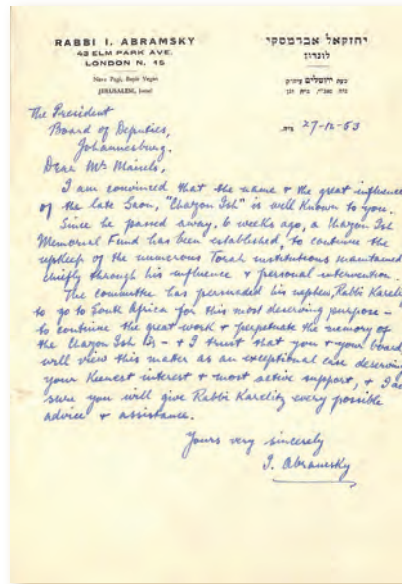 RABBI I. ABRAMSKY
43 ELM PARK AVE.
LONDON N. 15
Neve Pagi, Bayit Vegan
JERUSALEM, Israel
יחזקאל אברמסקי
לונדון
כעת ירושלים
ב"ה, 27-12-53
The President
Board of Deputies,
Johannesburg.
Dear Mr Maisels,
I am convinced that the name & the great influence
of the late Gaon, "Chazon Ish" is well known to you.
Since he passed away, 6 weeks ago, a Chazon Ish
Memorial Fund has been established, to continue the
upkeep of the numerous Torah institutions maintained
chiefly through his influence & personal intervention.
The committee has persuaded his nephew, Rabbi Karelitz
to go to South Africa for this most deserving purpose –
to continue the great work & perpetuate the memory of
the Chazon Ish – & I trust that you & your board
will view this matter as an exceptional case deserving
your keenest interest & most active support, & I am
sure you will give Rabbi Karelitz every possible
advice & assistance.
Yours very sincerely
I. Abramsky